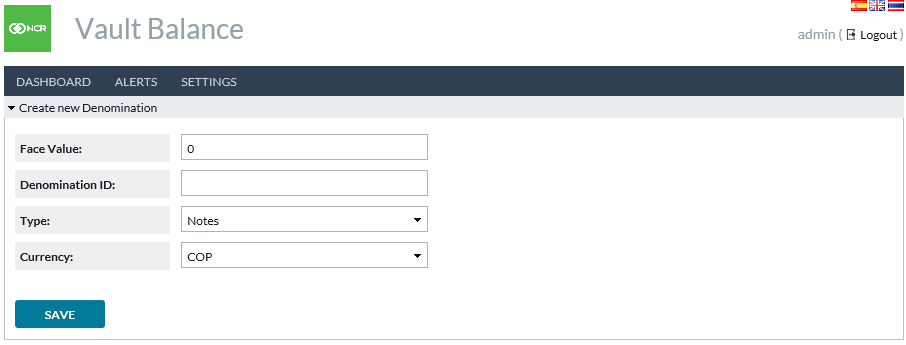 NCR
Vault Balance
admin ( Logout )
DASHBOARD ALERTS SETTINGS
Create new Denomination
Face Value: 0
Denomination ID:
Type: Notes
Currency: COP
SAVE